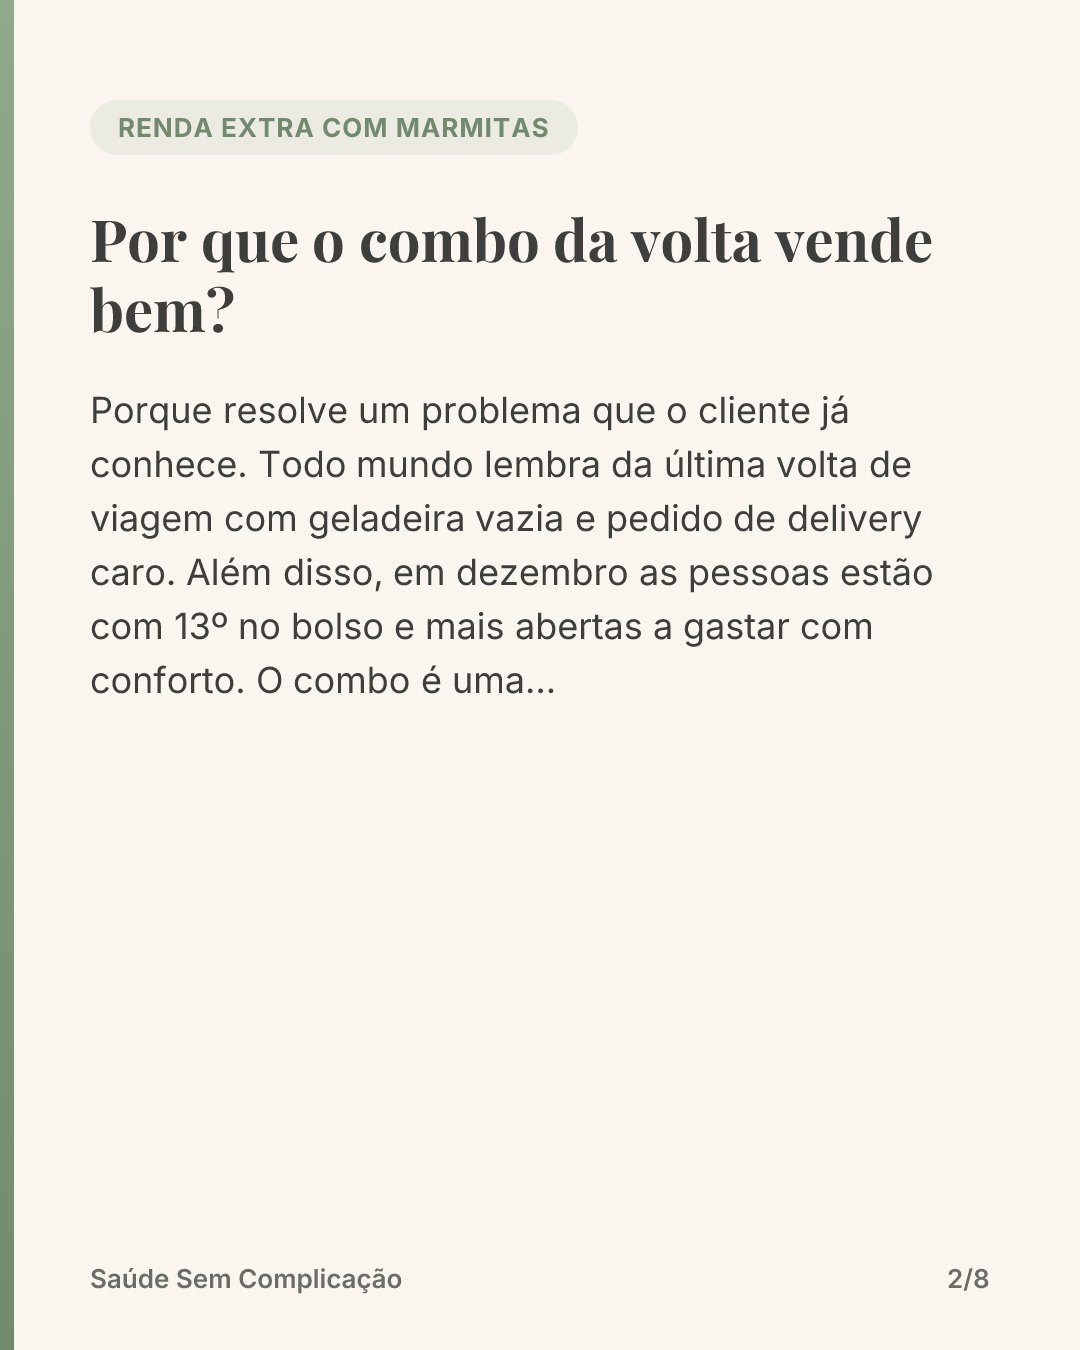 RENDA EXTRA COM MARMITAS
Por que o combo da volta vende
bem?
Porque resolve um problema que o cliente já
conhece. Todo mundo lembra da última volta de
viagem com geladeira vazia e pedido de delivery
caro. Além disso, em dezembro as pessoas estão
com 13º no bolso e mais abertas a gastar com
conforto. O combo é uma...
Saúde Sem Complicação
2/8